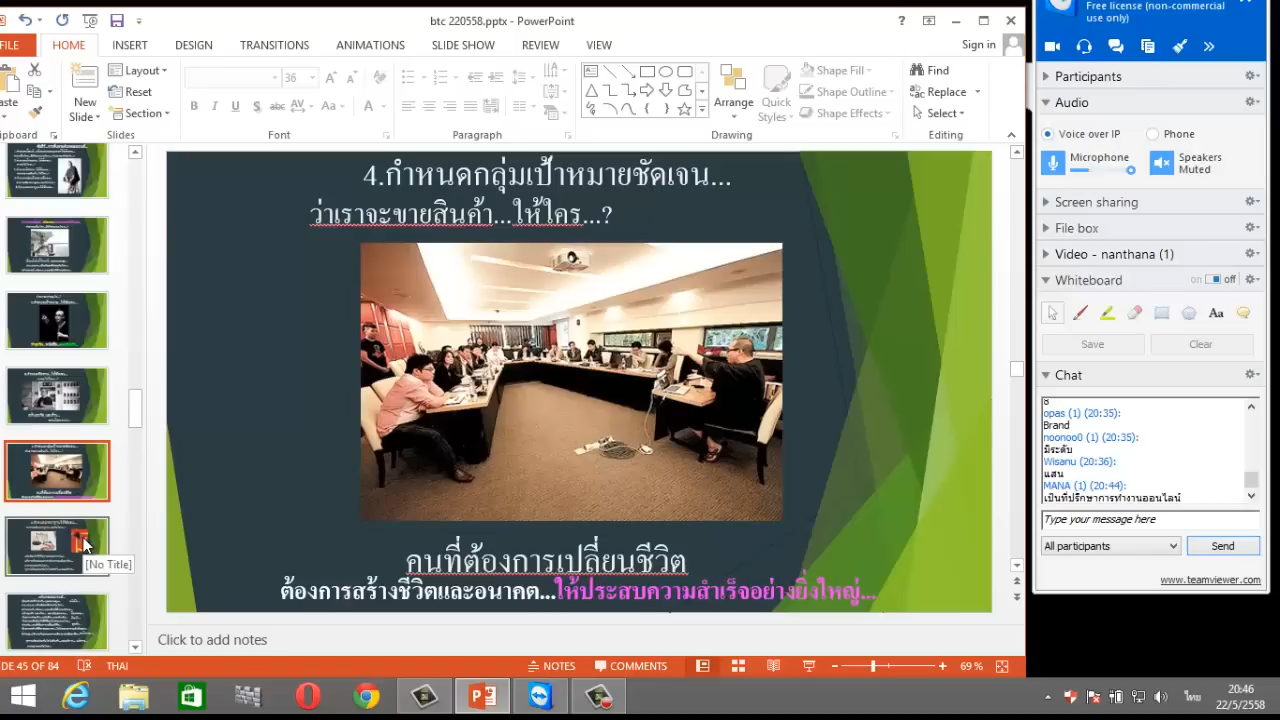 btc 220558.pptx - PowerPoint
FILE
HOME
INSERT
DESIGN
TRANSITIONS
ANIMATIONS
SLIDE SHOW
REVIEW
VIEW
Sign in
New Slide
Layout
Reset
Section
36
Arrange
Quick Styles
Shape Fill
Shape Outline
Shape Effects
Find
Replace
Select
Slides
Font
Paragraph
Drawing
Editing
4.กำหนดกลุ่มเป้าหมายชัดเจน...
ว่าเราจะขายสินค้า...ให้ใคร...?
คนที่ต้องการเปลี่ยนชีวิต
ต้องการสร้างชีวิตและอนาคต...ให้ประสบความสำเร็จอย่างยิ่งใหญ่...
[No Title]
Click to add notes
DE 45 OF 84
THAI
NOTES
COMMENTS
69 %
Free license (non-commercial
use only)
Participants
Audio
Voice over IP
Phone
Microphone
Speakers
Muted
Screen sharing
File box
Video - nanthana (1)
Whiteboard
on
off
Aa
Save
Clear
Chat
opas (1) (20:35):
Brand
noonoo0 (1) (20:35):
มีระดับ
Wisanu (1) (20:36):
แสน
MANA (1) (20:44):
เป็นที่ปรึกาการทำงานออนไลน์
Type your message here
All participants
Send
www.teamviewer.com
20:46
22/5/2558